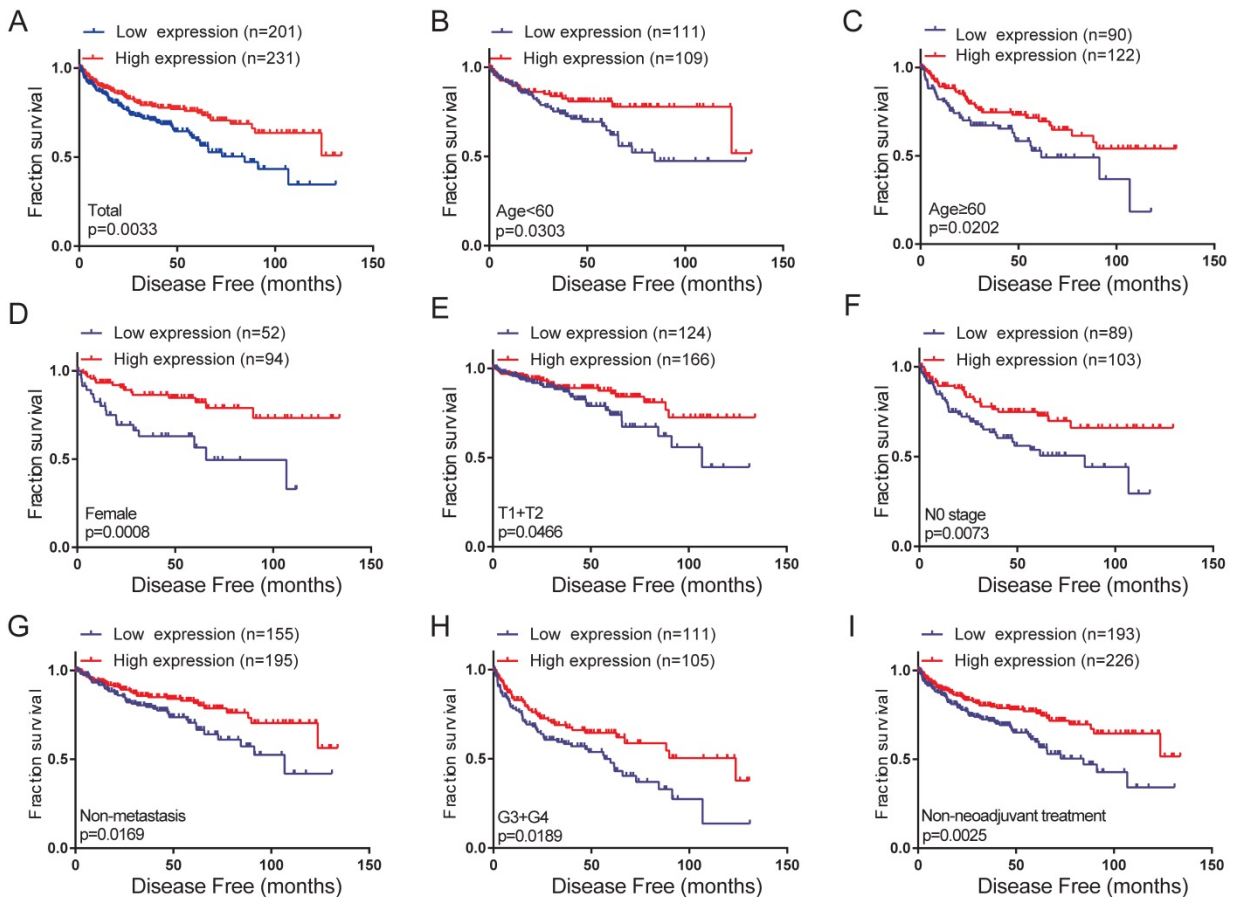 A
Low expression (n=201)
High expression (n=231)
1.0
0.5
0.0
Fraction survival
Total
p=0.0033
0 50 100 150
Disease Free (months)
B
Low expression (n=111)
High expression (n=109)
1.0
0.5
0.0
Fraction survival
Age<60
p=0.0303
0 50 100 150
Disease Free (months)
C
Low expression (n=90)
High expression (n=122)
1.0
0.5
0.0
Fraction survival
Age≥60
p=0.0202
0 50 100 150
Disease Free (months)
D
Low expression (n=52)
High expression (n=94)
1.0
0.5
0.0
Fraction survival
Female
p=0.0008
0 50 100 150
Disease Free (months)
E
Low expression (n=124)
High expression (n=166)
1.0
0.5
0.0
Fraction survival
T1+T2
p=0.0466
0 50 100 150
Disease Free (months)
F
Low expression (n=89)
High expression (n=103)
1.0
0.5
0.0
Fraction survival
N0 stage
p=0.0073
0 50 100 150
Disease Free (months)
G
Low expression (n=155)
High expression (n=195)
1.0
0.5
0.0
Fraction survival
Non-metastasis
p=0.0169
0 50 100 150
Disease Free (months)
H
Low expression (n=111)
High expression (n=105)
1.0
0.5
0.0
Fraction survival
G3+G4
p=0.0189
0 50 100 150
Disease Free (months)
I
Low expression (n=193)
High expression (n=226)
1.0
0.5
0.0
Fraction survival
Non-neoadjuvant treatment
p=0.0025
0 50 100 150
Disease Free (months)